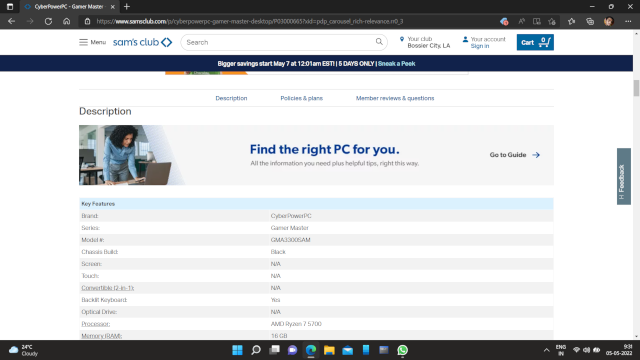 CyberPowerPC - Gamer Master
https://www.samsclub.com/p/cyberpowerpc-gamer-master-desktop/P03000665?xid=pdp_carousel_rich-relevance.rr0_3
Menu
sam's club
Search
Your club
Bossier City, LA
Your account
Sign in
Cart 0
Bigger savings start May 7 at 12:01am EST! | 5 DAYS ONLY | Sneak a Peek
Description Policies & plans Member reviews & questions
Description
Find the right PC for you.
All the information you need plus helpful tips, right this way.
Go to Guide
Feedback
Key Features
Brand: CyberPowerPC
Series: Gamer Master
Model #: GMA3300SAM
Chassis Build: Black
Screen: N/A
Touch: N/A
Convertible (2-in-1): N/A
Backlit Keyboard: Yes
Optical Drive: N/A
Processor: AMD Ryzen 7 5700
Memory (RAM): 16 GB
24°C
Cloudy
ENG
IN
9:31
05-05-2022